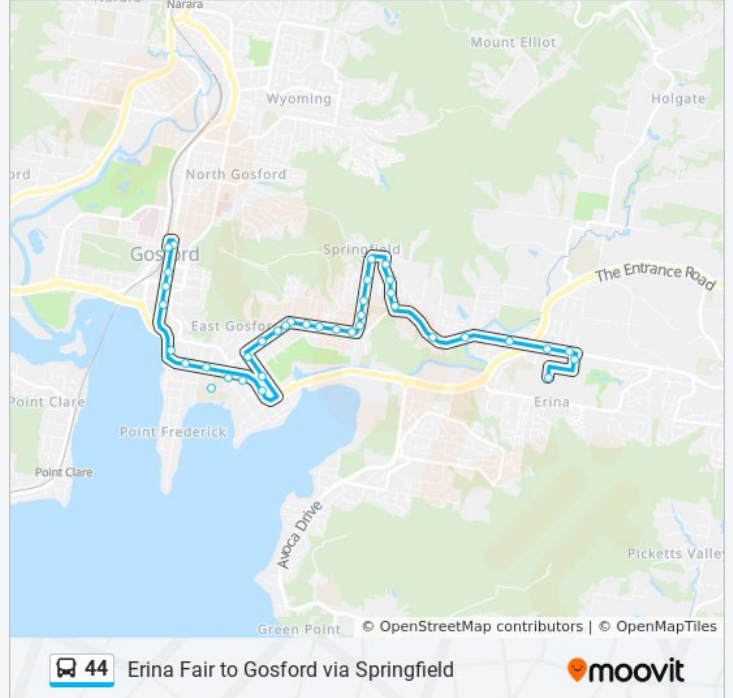 Narara
Mount Elliot
Wyoming
Holgate
ord
North Gosford
Gosford
Springfield
The Entrance Road
East Gosford
Point Clare
Erina
Point Frederick
Point Clare
Avoca Drive
Picketts Valley
Green Point
© OpenStreetMap contributors | © OpenMapTiles
44 Erina Fair to Gosford via Springfield
moovit